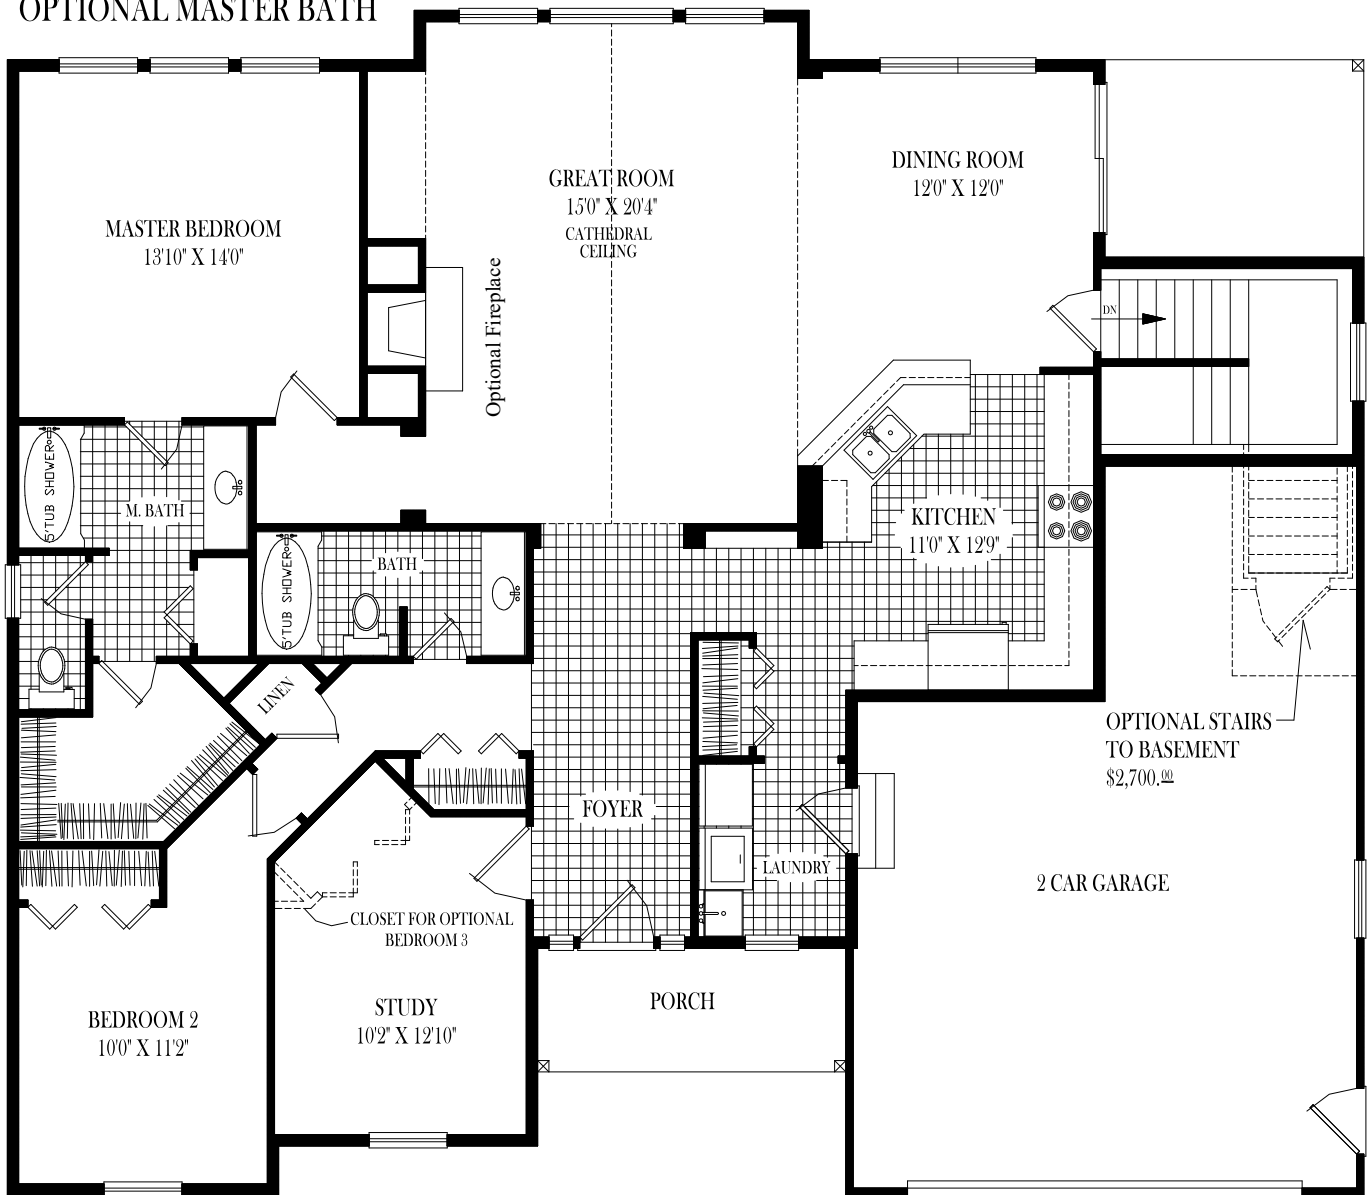 OPTIONAL MASTER BATH
MASTER BEDROOM
13'10" X 14'0"
GREAT ROOM
15'0" X 20'4"
CATHEDRAL
CEILING
Optional Fireplace
DINING ROOM
12'0" X 12'0"
DN
5'TUB SHOWER
M. BATH
5'TUB SHOWER
BATH
KITCHEN
11'0" X 12'9"
LINEN
OPTIONAL STAIRS
TO BASEMENT
$2,700.00
FOYER
LAUNDRY
2 CAR GARAGE
CLOSET FOR OPTIONAL
BEDROOM 3
PORCH
STUDY
10'2" X 12'10"
BEDROOM 2
10'0" X 11'2"